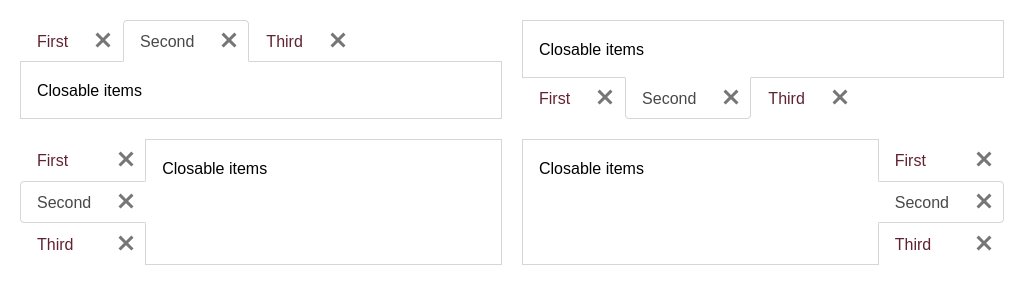 First Second Third
Closable items
Closable items
First Second Third
First
Second
Third
Closable items
Closable items
First
Second
Third